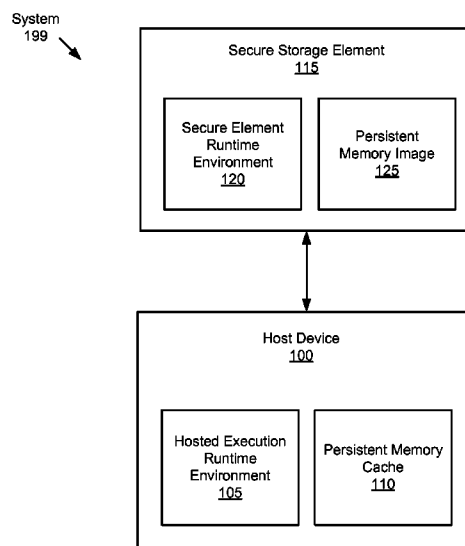 System
199
Secure Storage Element
115
Secure Element
Runtime
Environment
120
Persistent
Memory Image
125
Host Device
100
Hosted Execution
Runtime
Environment
105
Persistent Memory
Cache
110